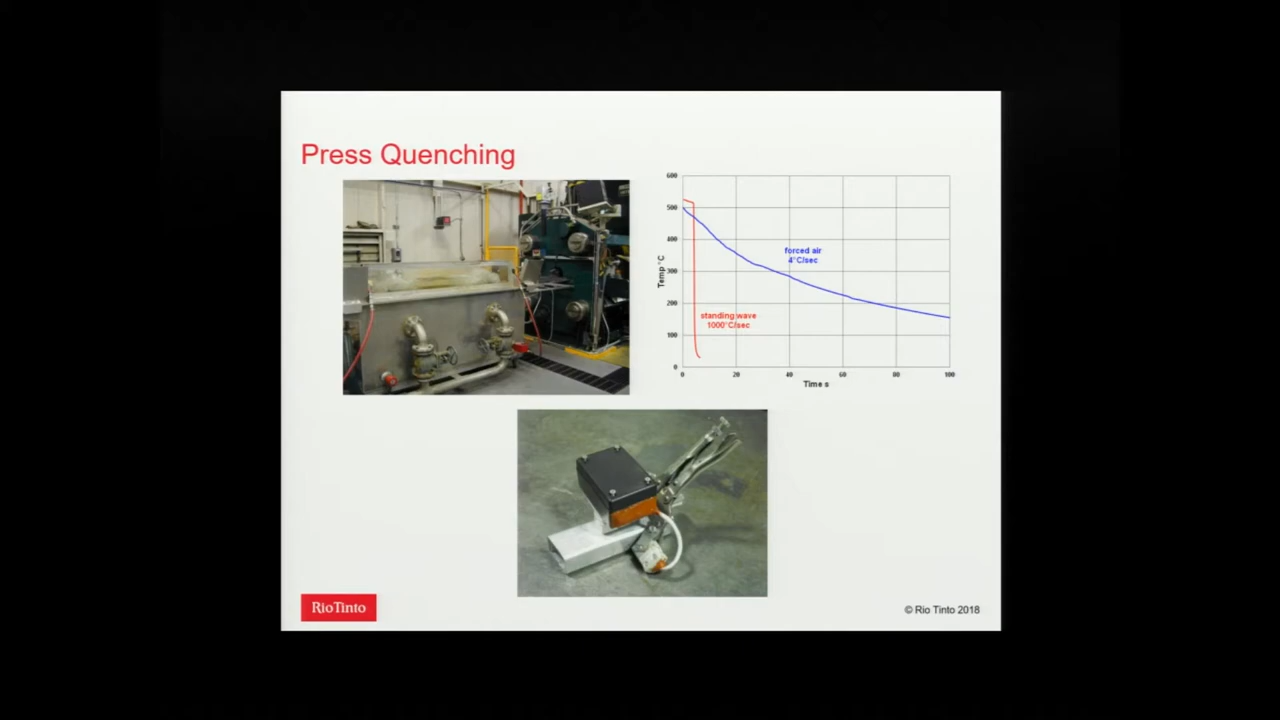 Press Quenching
600
500
400
300
200
100
0
Temp °C
forced air
4°C/sec
standing wave
1000°C/sec
0 20 40 60 80 100
Time s
RioTinto
© Rio Tinto 2018